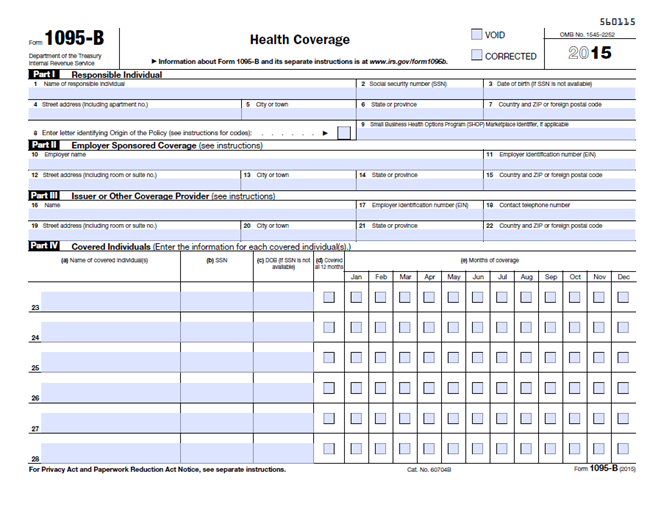 560115
Form 1095-B
Department of the Treasury
Internal Revenue Service
Health Coverage
▶ Information about Form 1095-B and its separate instructions is at www.irs.gov/form1095b.
VOID
CORRECTED
OMB No. 1545-2252
2015
Part I Responsible Individual
1 Name of responsible individual
2 Social security number (SSN)
3 Date of birth (If SSN is not available)
4 Street address (including apartment no.)
5 City or town
6 State or province
7 Country and ZIP or foreign postal code
8 Enter letter identifying Origin of the Policy (see instructions for codes): . . . . . . ▶
9 Small Business Health Options Program (SHOP) Marketplace identifier, if applicable
Part II Employer Sponsored Coverage (see instructions)
10 Employer name
11 Employer identification number (EIN)
12 Street address (including room or suite no.)
13 City or town
14 State or province
15 Country and ZIP or foreign postal code
Part III Issuer or Other Coverage Provider (see instructions)
16 Name
17 Employer identification number (EIN)
18 Contact telephone number
19 Street address (including room or suite no.)
20 City or town
21 State or province
22 Country and ZIP or foreign postal code
Part IV Covered Individuals (Enter the information for each covered individual(s).)
(a) Name of covered individual(s)
(b) SSN
(c) DOB (If SSN is not available)
(d) Covered all 12 months
(e) Months of coverage
Jan Feb Mar Apr May Jun Jul Aug Sep Oct Nov Dec
23
24
25
26
27
28
For Privacy Act and Paperwork Reduction Act Notice, see separate instructions.
Cat. No. 60704B
Form 1095-B (2015)